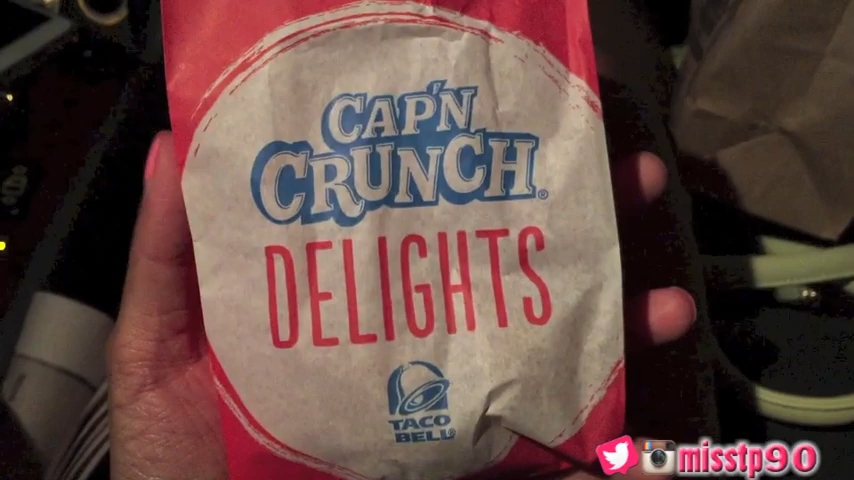 CAP'N
CRUNCH®
DELIGHTS
TACO
BELL®
misstp90